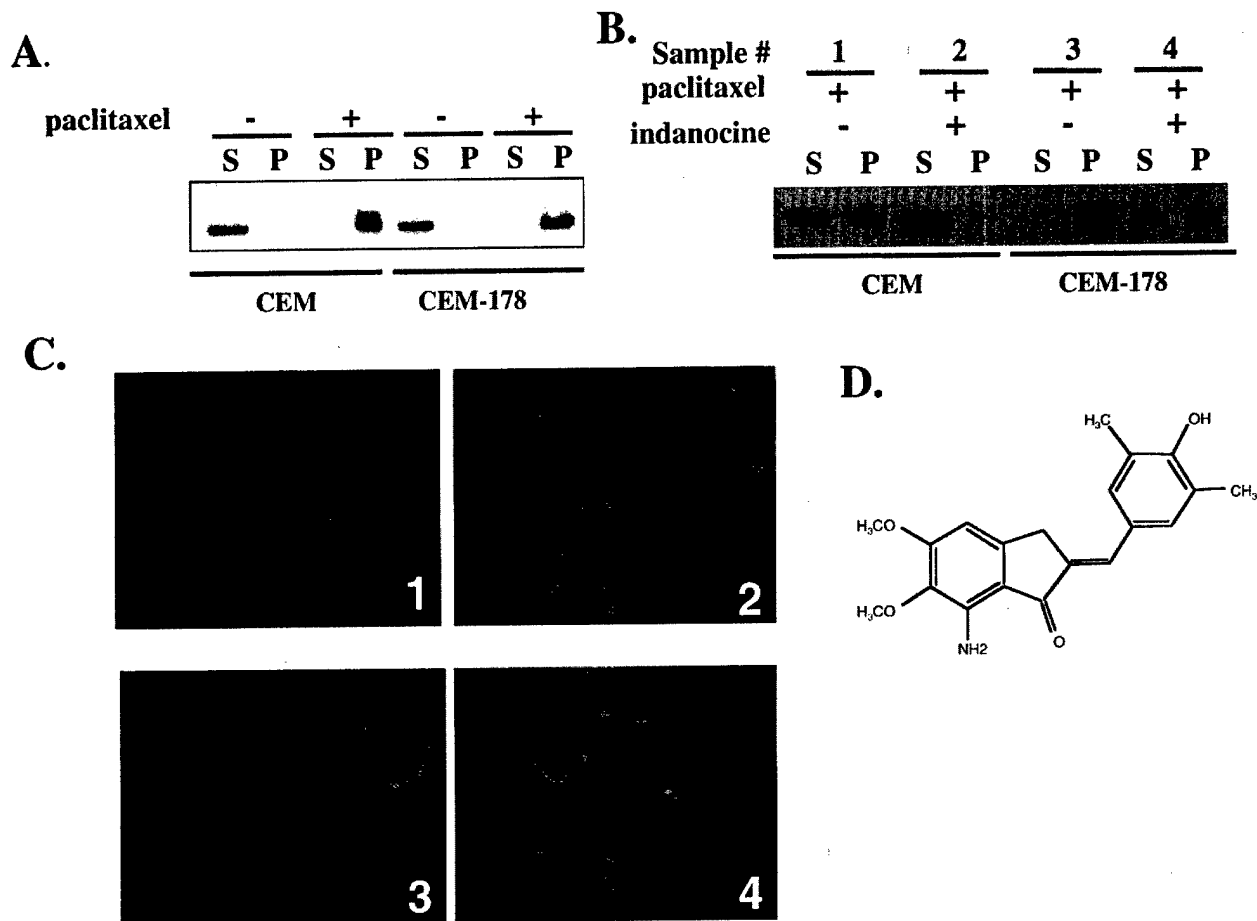 A.
paclitaxel
- + - +
S P S P S P S P
CEM CEM-178
B.
Sample # 1 2 3 4
paclitaxel + + + +
indanocine - + - +
S P S P S P S P
CEM CEM-178
C.
1 2
3 4
D.
OH
H₃C
CH₃
H₃CO
H₃CO
NH2
O